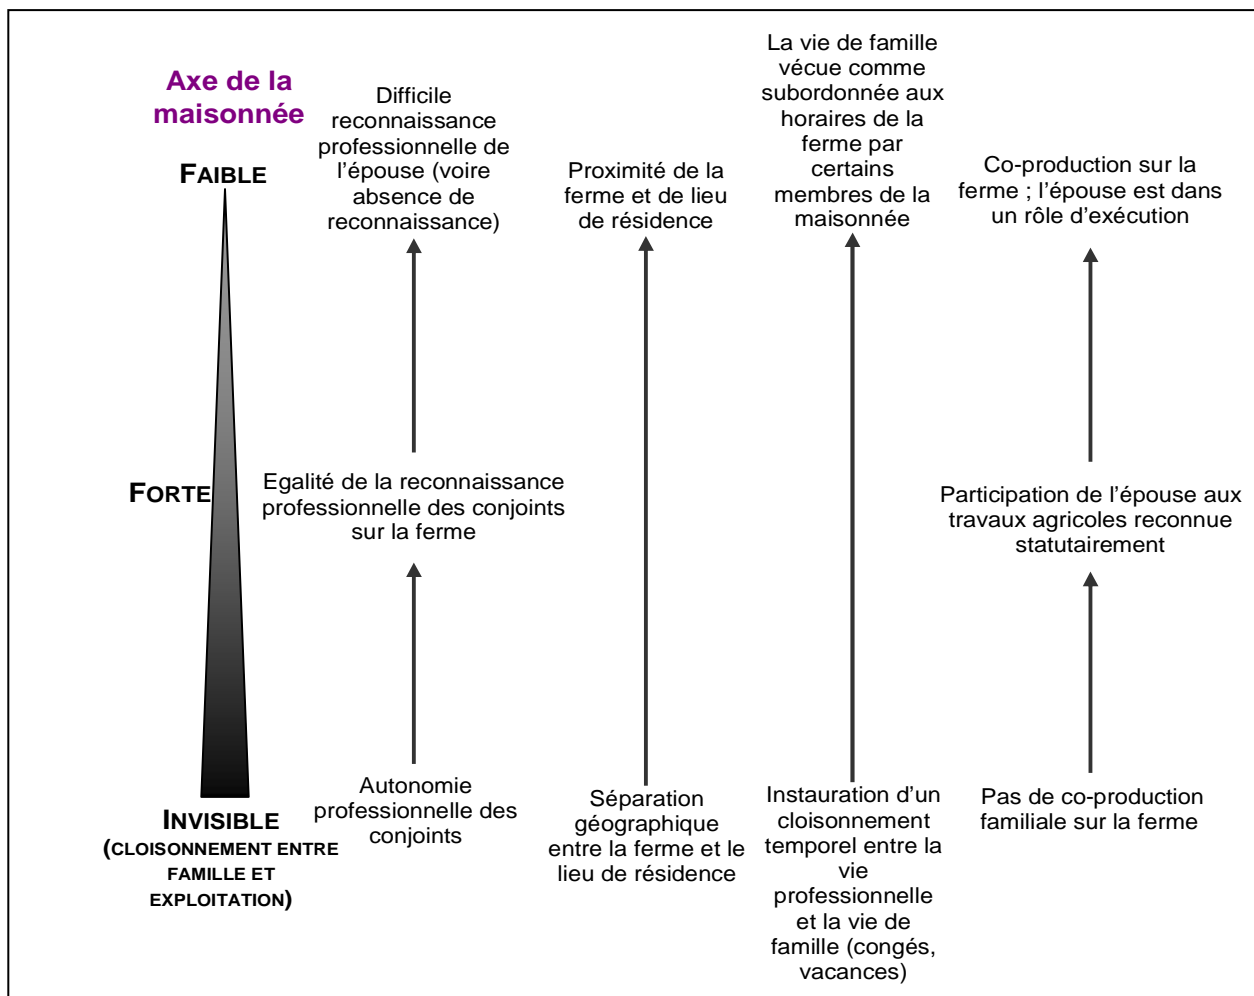 Axe de la
maisonnée
FAIBLE
FORTE
INVISIBLE
(CLOISONNEMENT ENTRE
FAMILLE ET
EXPLOITATION)
Difficile
reconnaissance
professionnelle de
l’épouse (voire
absence de
reconnaissance)
Egalité de la reconnaissance
professionnelle des conjoints
sur la ferme
Autonomie
professionnelle des
conjoints
Proximité de la
ferme et de lieu
de résidence
Séparation
géographique
entre la ferme et le
lieu de résidence
La vie de famille
vécue comme
subordonnée aux
horaires de la
ferme par
certains
membres de la
maisonnée
Instauration d’un
cloisonnement
temporel entre la
vie
professionnelle
et la vie de
famille (congés,
vacances)
Co-production sur la
ferme ; l’épouse est dans
un rôle d’exécution
Participation de l’épouse aux
travaux agricoles reconnue
statutairement
Pas de co-production
familiale sur la ferme